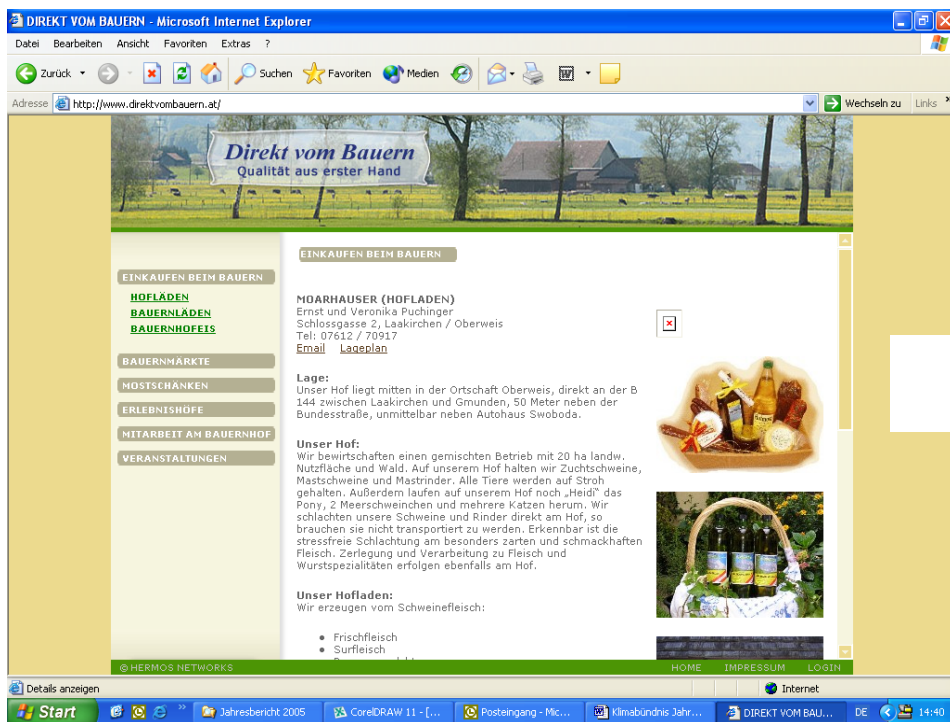 DIREKT VOM BAUERN - Microsoft Internet Explorer
Datei Bearbeiten Ansicht Favoriten Extras ?
Zurück Suchen Favoriten Medien
Adresse http://www.direktvombauern.at/ Wechseln zu Links »
Direkt vom Bauern
Qualität aus erster Hand
EINKAUFEN BEIM BAUERN
HOFLÄDEN
BAUERNLÄDEN
BAUERNHOFEIS
BAUERNMÄRKTE
MOSTSCHÄNKEN
ERLEBNISHÖFE
MITARBEIT AM BAUERNHOF
VERANSTALTUNGEN
EINKAUFEN BEIM BAUERN
MOARHAUSER (HOFLADEN)
Ernst und Veronika Puchinger
Schlossgasse 2, Laakirchen / Oberweis
Tel: 07612 / 70917
Email Lageplan
Lage:
Unser Hof liegt mitten in der Ortschaft Oberweis, direkt an der B
144 zwischen Laakirchen und Gmunden, 50 Meter neben der
Bundesstraße, unmittelbar neben Autohaus Swoboda.
Unser Hof:
Wir bewirtschaften einen gemischten Betrieb mit 20 ha landw.
Nutzfläche und Wald. Auf unserem Hof halten wir Zuchtschweine,
Mastschweine und Mastrinder. Alle Tiere werden auf Stroh
gehalten. Außerdem laufen auf unserem Hof noch „Heidi" das
Pony, 2 Meerschweinchen und mehrere Katzen herum. Wir
schlachten unsere Schweine und Rinder direkt am Hof, so
brauchen sie nicht transportiert zu werden. Erkennbar ist die
stressfreie Schlachtung am besonders zarten und schmackhaften
Fleisch. Zerlegung und Verarbeitung zu Fleisch und
Wurstspezialitäten erfolgen ebenfalls am Hof.
Unser Hofladen:
Wir erzeugen vom Schweinefleisch:
• Frischfleisch
• Surfleisch
© HERMOS NETWORKS HOME IMPRESSUM LOGIN
Details anzeigen Internet
Start » Jahresbericht 2005 CorelDRAW 11 - [... Posteingang - Mic... Klimabündnis Jahr... DIREKT VOM BAU... DE 14:40